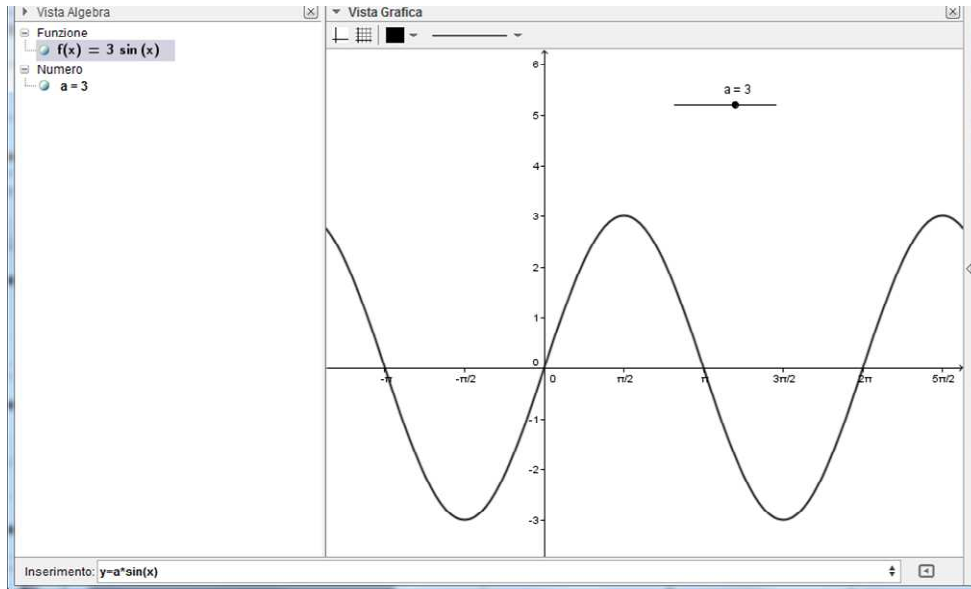 Vista Algebra
Funzione
f(x) = 3 sin (x)
Numero
a = 3
Vista Grafica
a = 3
6
5
4
3
2
1
0
-1
-2
-3
-π
-π/2
0
π/2
π
3π/2
2π
5π/2
Inserimento: y=a*sin(x)